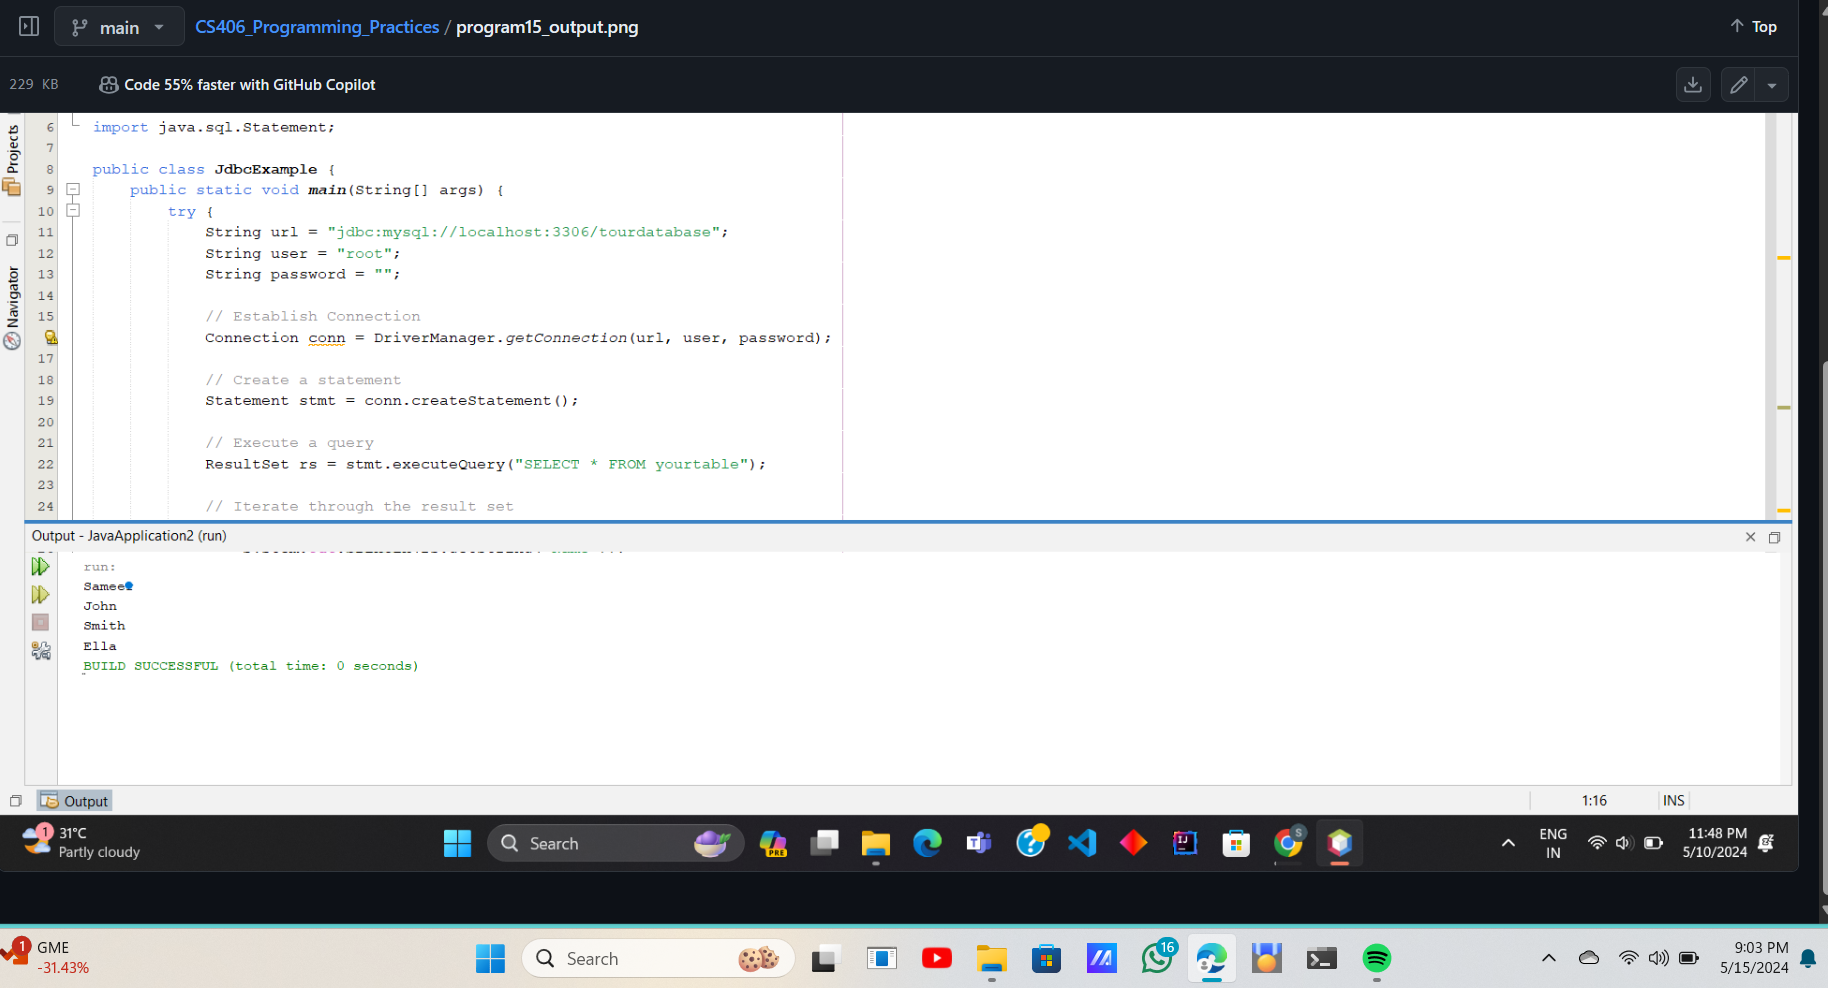 main
CS406_Programming_Practices / program15_output.png
Top
229 KB
Code 55% faster with GitHub Copilot
Projects
Navigator
6 import java.sql.Statement;
7
8 public class JdbcExample {
9 public static void main(String[] args) {
10 try {
11 String url = "jdbc:mysql://localhost:3306/tourdatabase";
12 String user = "root";
13 String password = "";
14
15 // Establish Connection
Connection conn = DriverManager.getConnection(url, user, password);
17
18 // Create a statement
19 Statement stmt = conn.createStatement();
20
21 // Execute a query
22 ResultSet rs = stmt.executeQuery("SELECT * FROM yourtable");
23
24 // Iterate through the result set
Output - JavaApplication2 (run)
run:
John
Smith
Ella
BUILD SUCCESSFUL (total time: 0 seconds)
Output
1:16
INS
1
31°C
Partly cloudy
Search
PRE
IJ
S
ENG
IN
11:48 PM
5/10/2024
1
GME
-31.43%
Search
16
9:03 PM
5/15/2024